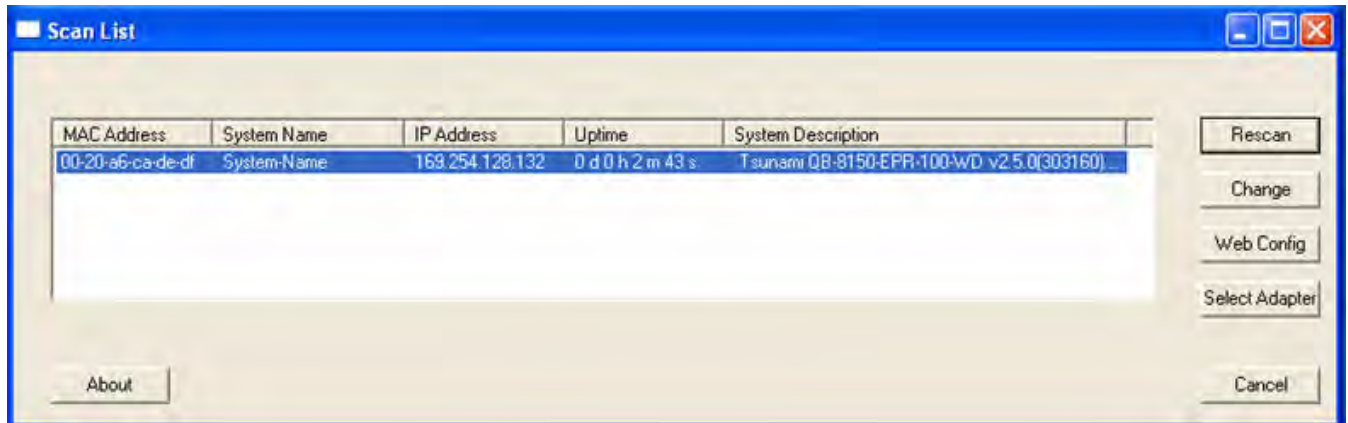 Scan List
MAC Address System Name IP Address Uptime System Description
00-20-a6-ca-de-df System-Name 169.254.128.132 0 d 0 h 2 m 43 s Tsunami QB-8150-EPR-100-WD v2.5.0(303160)...
Rescan
Change
Web Config
Select Adapter
About
Cancel